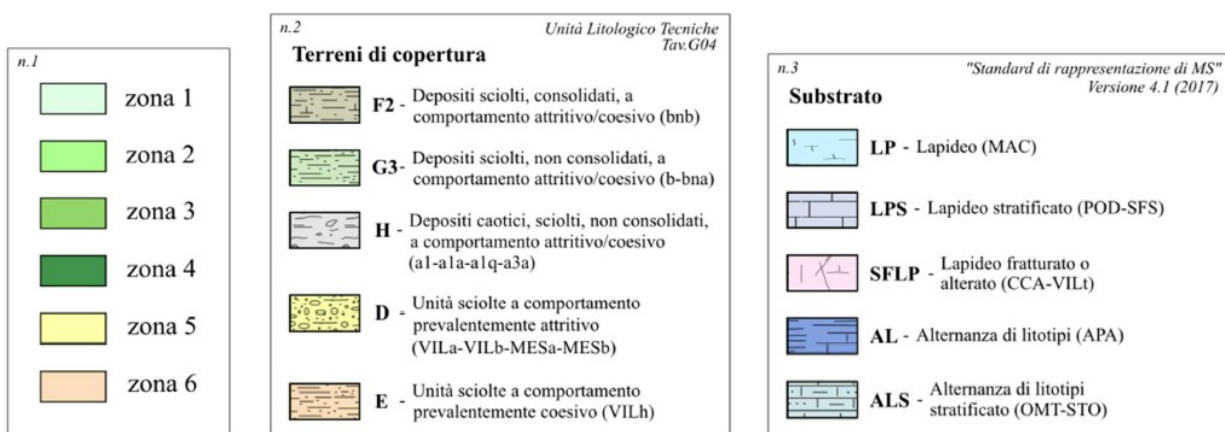 n.1
zona 1
zona 2
zona 3
zona 4
zona 5
zona 6
n.2
Unità Litologico Tecniche
Tav.G04
Terreni di copertura
F2 - Depositi sciolti, consolidati, a
comportamento attritivo/coesivo (bnb)
G3- Depositi sciolti, non consolidati, a
comportamento attritivo/coesivo (b-bna)
H - Depositi caotici, sciolti, non consolidati,
a comportamento attritivo/coesivo
(a1-a1a-a1q-a3a)
D - Unità sciolte a comportamento
prevalentemente attritivo
(VILa-VILb-MESa-MESb)
E - Unità sciolte a comportamento
prevalentemente coesivo (VILh)
n.3
"Standard di rappresentazione di MS"
Versione 4.1 (2017)
Substrato
LP - Lapideo (MAC)
LPS - Lapideo stratificato (POD-SFS)
SFLP - Lapideo fratturato o
alterato (CCA-VILt)
AL - Alternanza di litotipi (APA)
ALS - Alternanza di litotipi
stratificato (OMT-STO)